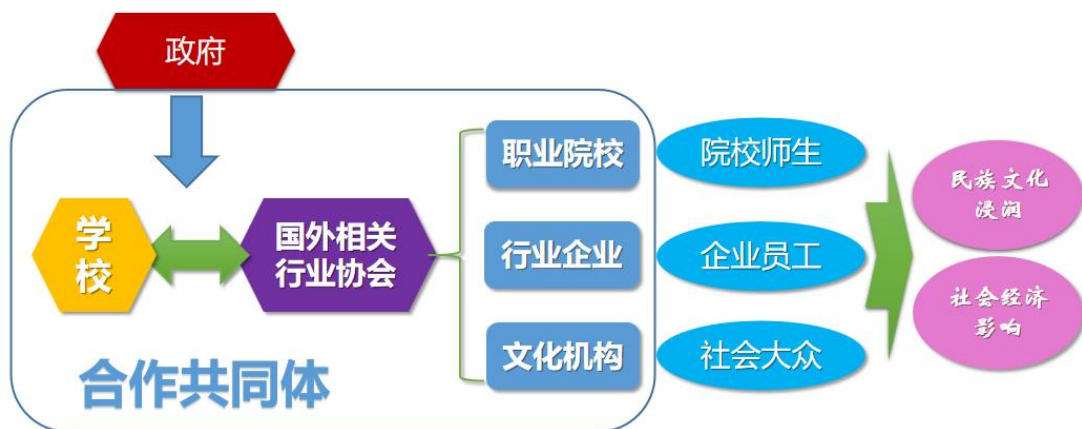 政府
学
校
国外相关
行业协会
职业院校
行业企业
文化机构
院校师生
企业员工
社会大众
民族文化
浸润
社会经济
影响
合作共同体